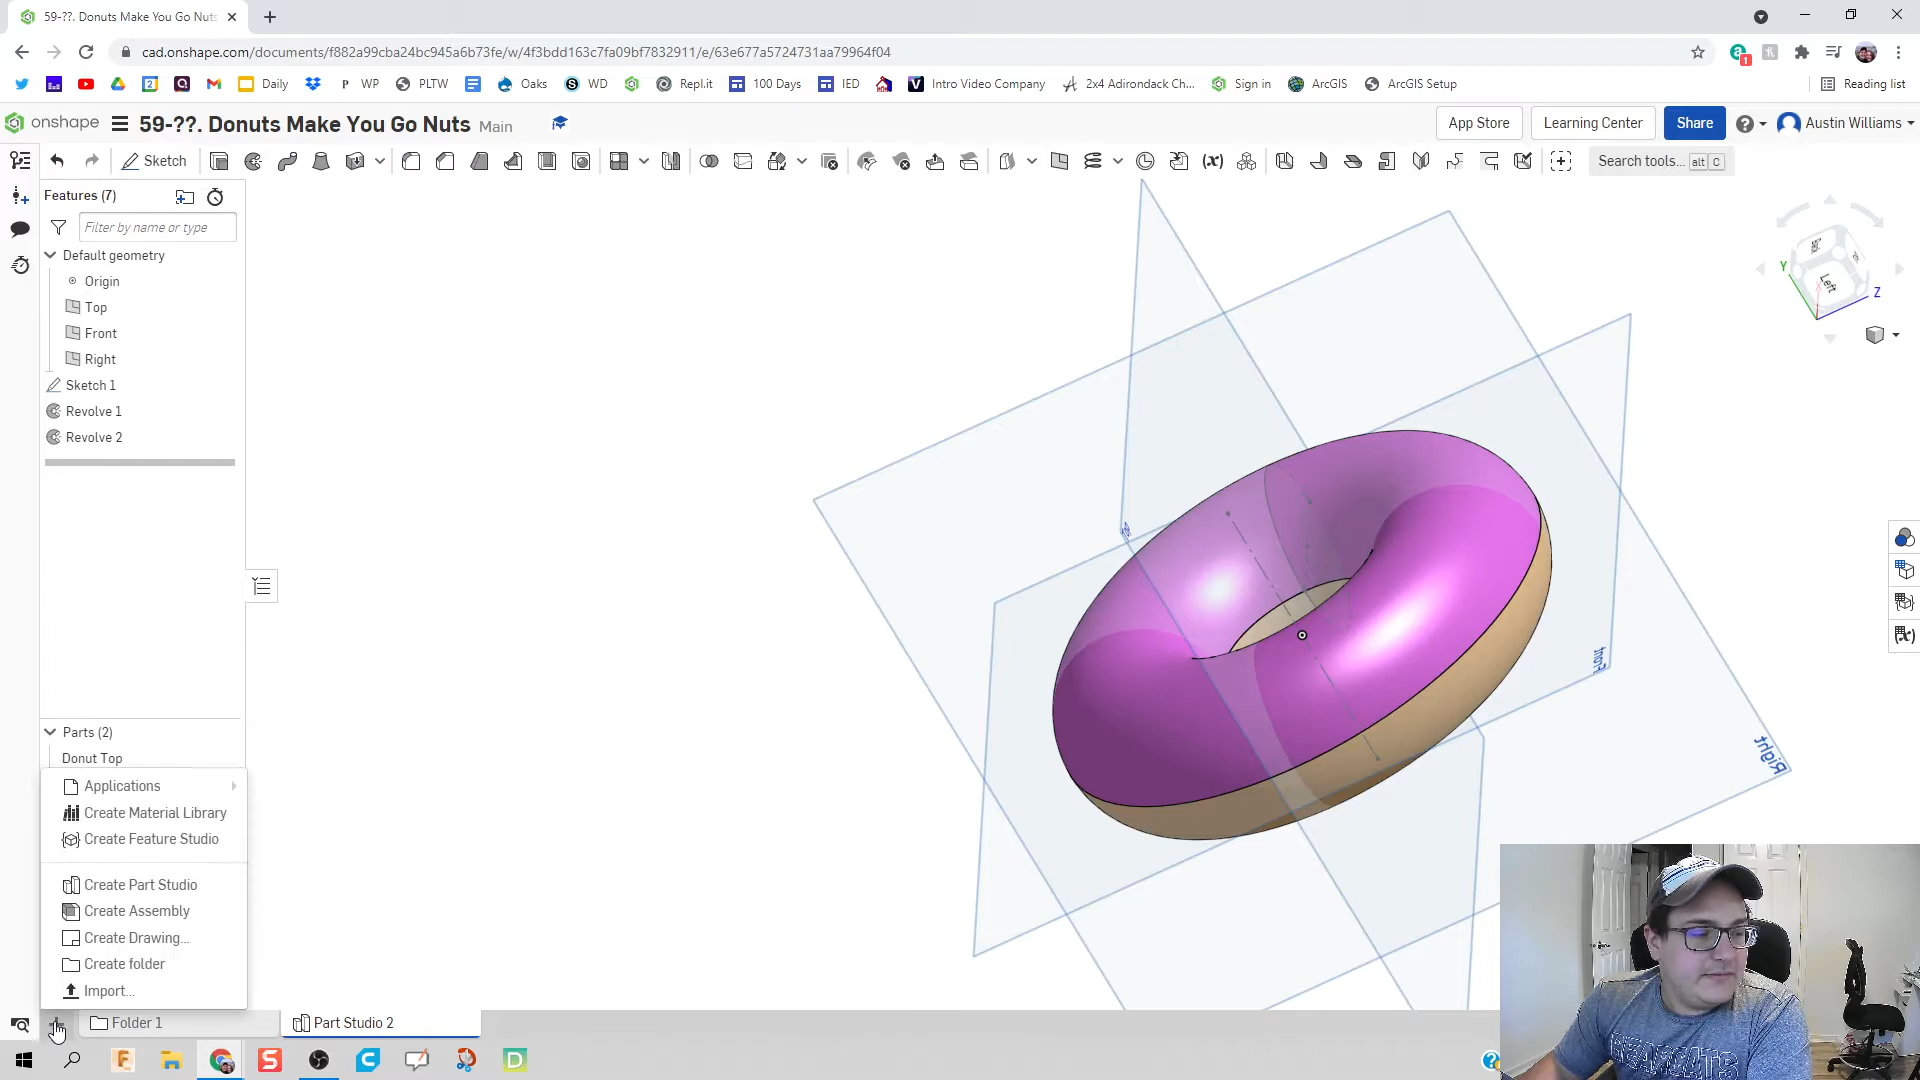 59-??. Donuts Make You Go Nuts
cad.onshape.com/documents/f882a99cba24bc945a6b73fe/w/4f3bdd163c7fa09bf7832911/e/63e677a5724731aa79964f04
1
Daily
P WP
PLTW
Oaks
S WD
Repl.it
100 Days
IED
V Intro Video Company
2x4 Adirondack Ch...
Sign in
ArcGIS
ArcGIS Setup
Reading list
onshape
59-??. Donuts Make You Go Nuts Main
App Store
Learning Center
Share
Austin Williams
Sketch
Search tools... alt C
Features (7)
Filter by name or type
Default geometry
Origin
Top
Front
Right
Sketch 1
Revolve 1
Revolve 2
Parts (2)
Donut Top
Applications
Create Material Library
Create Feature Studio
Create Part Studio
Create Assembly
Create Drawing...
Create folder
Import...
Folder 1
Part Studio 2
Left
Y
Z
Front
Right
BEARCATS